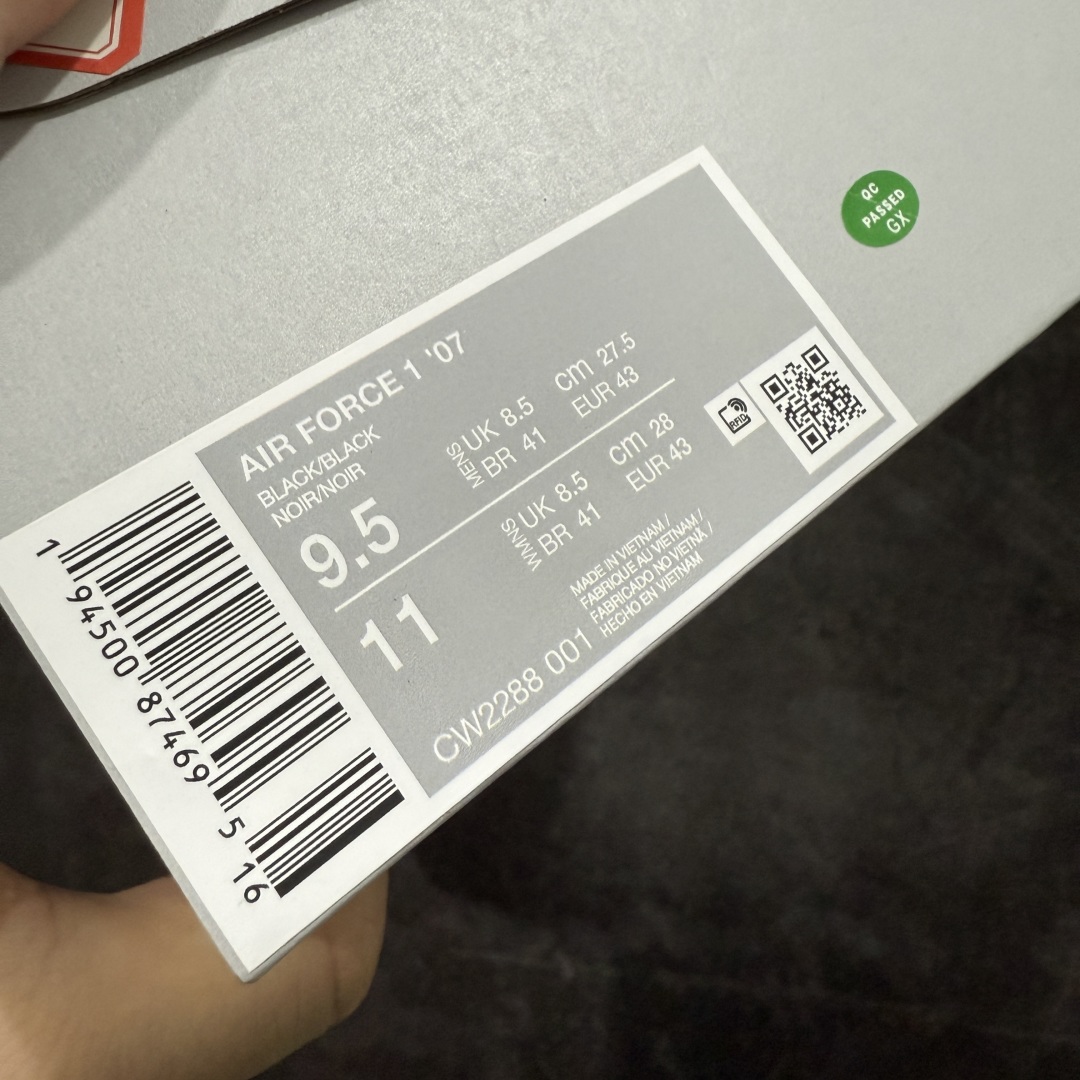 QC
PASSED
GX
AIR FORCE 1 '07
BLACK/BLACK
NOIR/NOIR
9.5
MENS UK 8.5 cm 27.5
BR 41 EUR 43
11
WMNS UK 8.5 cm 28
BR 41 EUR 43
RFID
MADE IN VIETNAM /
FABRIQUE AU VIETNAM /
FABRICADO NO VIETNÃ /
HECHO EN VIETNAM
CW2288 001
1 94500 87469 5 16